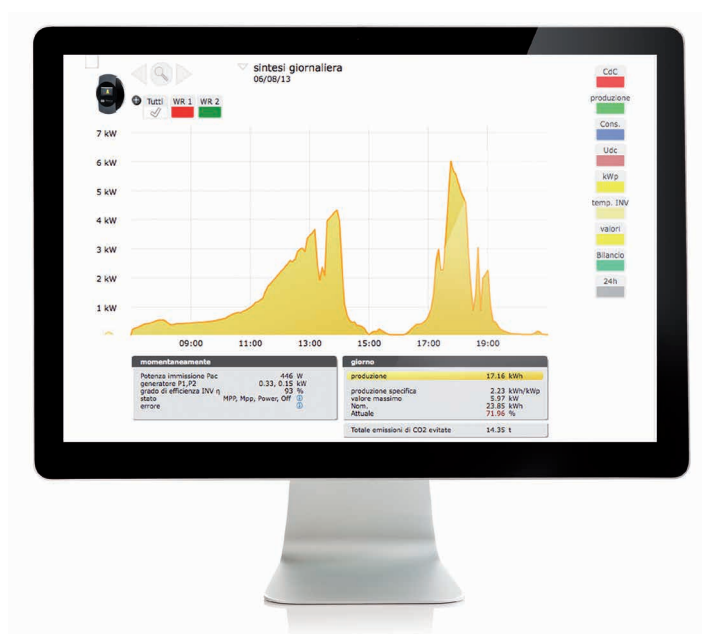 sintesi giornaliera
06/08/13
Tutti WR 1 WR 2
7 kW
6 kW
5 kW
4 kW
3 kW
2 kW
1 kW
09:00 11:00 13:00 15:00 17:00 19:00
CoC
produzione
Cons.
Udc
kWp
temp. INV
valori
Bilancio
24h
momentaneamente
Potenza immissione Pac 446 W
generatore P1,P2 0.33, 0.15 kW
grado di efficienza INV η 93 %
stato MPP, Mpp, Power, Off
errore
giorno
produzione 17.16 kWh
produzione specifica 2.23 kWh/kWp
valore massimo 5.97 kW
Nom. 23.85 kWh
Attuale 71.96 %
Totale emissioni di CO2 evitate 14.35 t